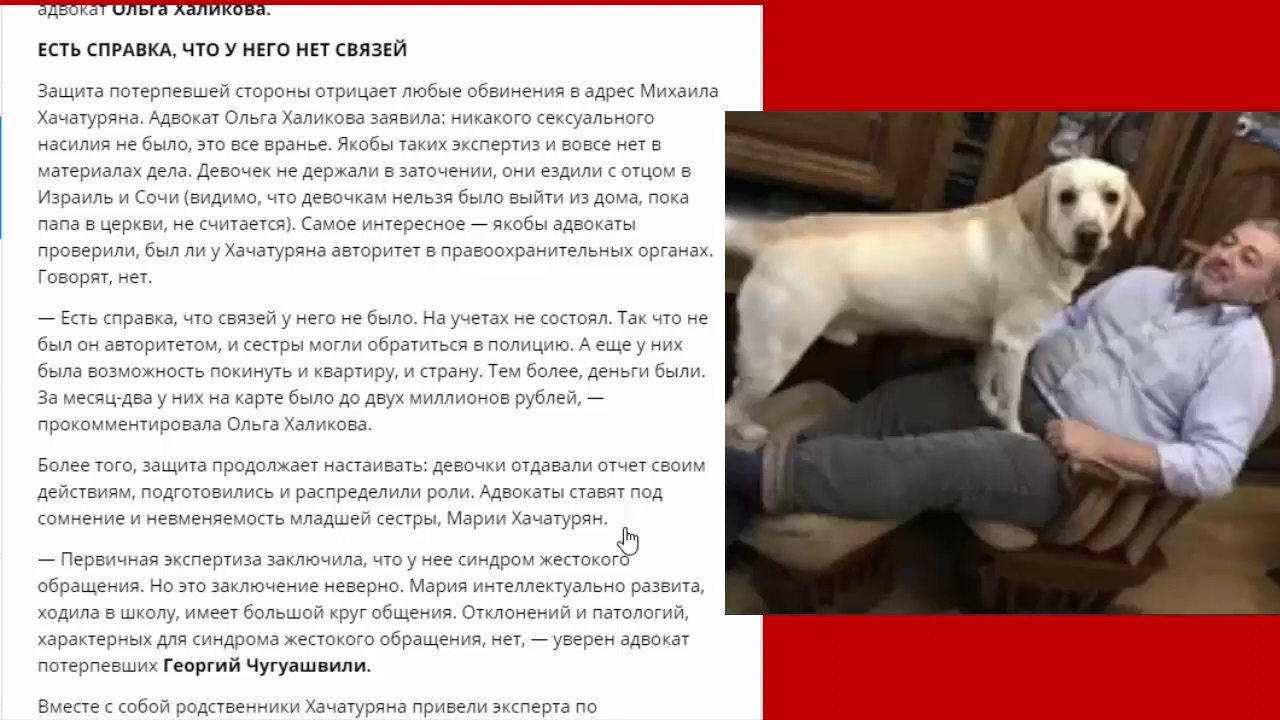 адвокат Ольга Халикова.
ЕСТЬ СПРАВКА, ЧТО У НЕГО НЕТ СВЯЗЕЙ
Защита потерпевшей стороны отрицает любые обвинения в адрес Михаила
Хачатуряна. Адвокат Ольга Халикова заявила: никакого сексуального
насилия не было, это все вранье. Якобы таких экспертиз и вовсе нет в
материалах дела. Девочек не держали в заточении, они ездили с отцом в
Израиль и Сочи (видимо, что девочкам нельзя было выйти из дома, пока
папа в церкви, не считается). Самое интересное — якобы адвокаты
проверили, был ли у Хачатуряна авторитет в правоохранительных органах.
Говорят, нет.
— Есть справка, что связей у него не было. На учетах не состоял. Так что не
был он авторитетом, и сестры могли обратиться в полицию. А еще у них
была возможность покинуть и квартиру, и страну. Тем более, деньги были.
За месяц-два у них на карте было до двух миллионов рублей, —
прокомментировала Ольга Халикова.
Более того, защита продолжает настаивать: девочки отдавали отчет своим
действиям, подготовились и распределили роли. Адвокаты ставят под
сомнение и невменяемость младшей сестры, Марии Хачатурян.
— Первичная экспертиза заключила, что у нее синдром жестокого
обращения. Но это заключение неверно. Мария интеллектуально развита,
ходила в школу, имеет большой круг общения. Отклонений и патологий,
характерных для синдрома жестокого обращения, нет, — уверен адвокат
потерпевших Георгий Чугуашвили.
Вместе с собой родственники Хачатуряна привели эксперта по